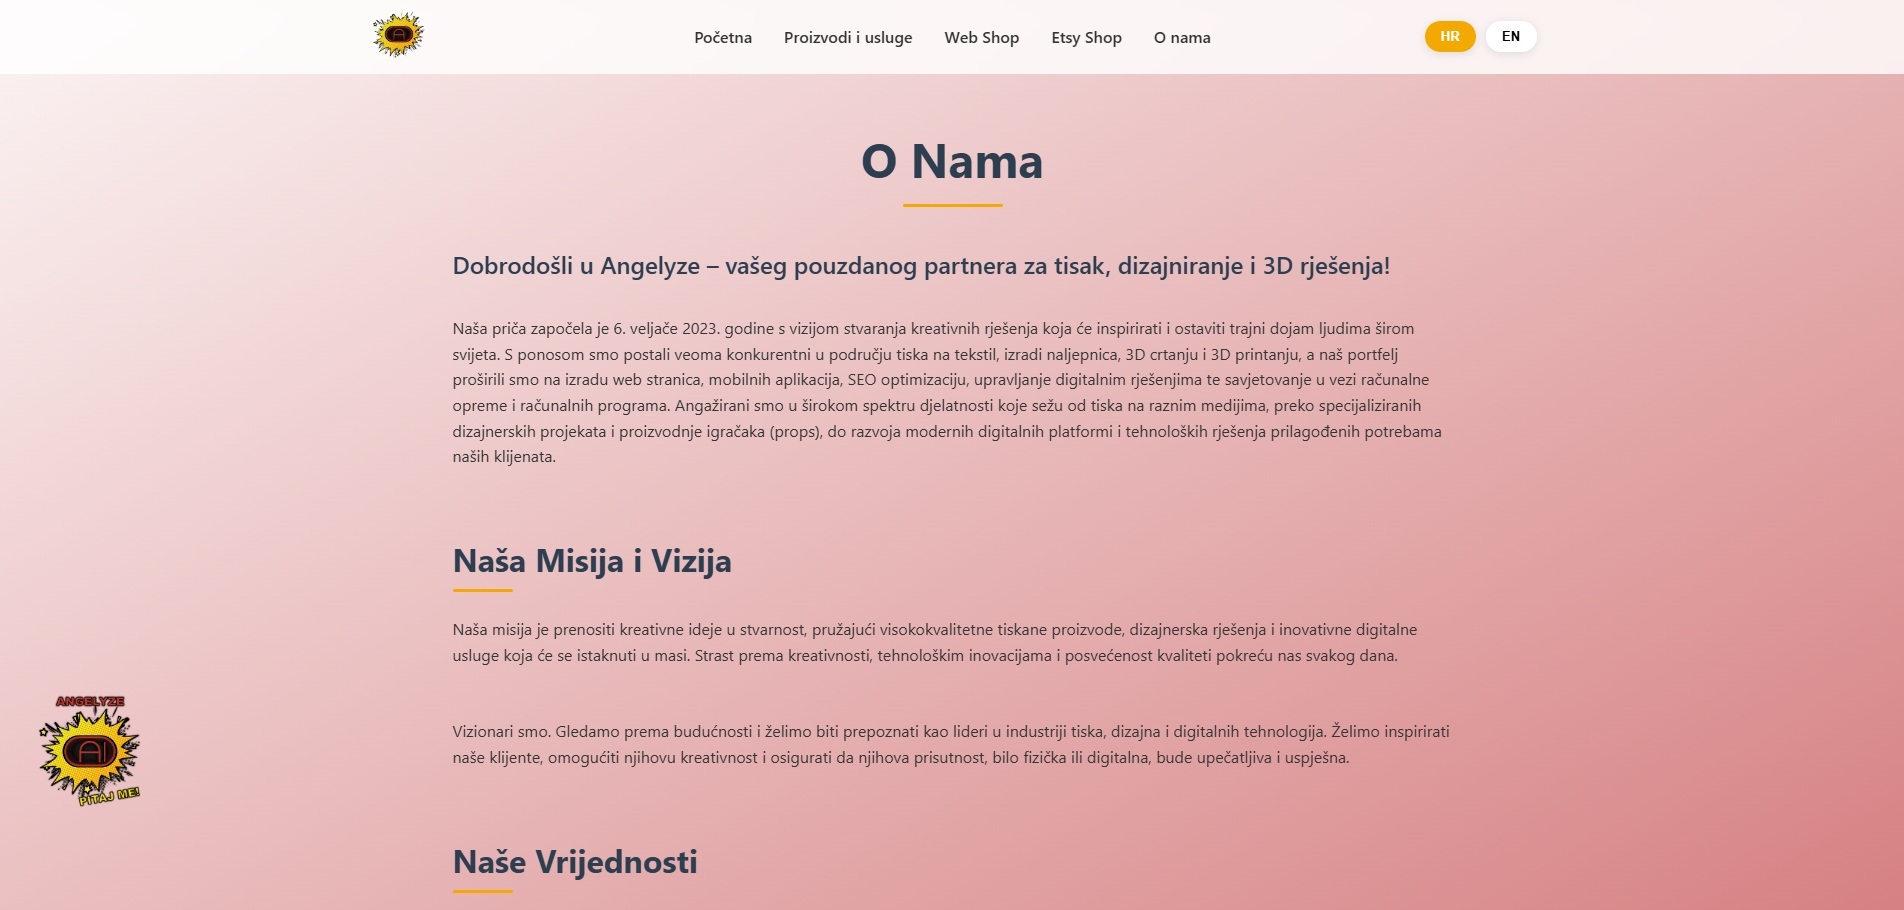 AI
Početna
Proizvodi i usluge
Web Shop
Etsy Shop
O nama
HR
EN
O Nama
Dobrodošli u Angelyze – vašeg pouzdanog partnera za tisak, dizajniranje i 3D rješenja!
Naša priča započela je 6. veljače 2023. godine s vizijom stvaranja kreativnih rješenja koja će inspirirati i ostaviti trajni dojam ljudima širom
svijeta. S ponosom smo postali veoma konkurentni u području tiska na tekstil, izradi naljepnica, 3D crtanju i 3D printanju, a naš portfelj
proširili smo na izradu web stranica, mobilnih aplikacija, SEO optimizaciju, upravljanje digitalnim rješenjima te savjetovanje u vezi računalne
opreme i računalnih programa. Angažirani smo u širokom spektru djelatnosti koje sežu od tiska na raznim medijima, preko specijaliziranih
dizajnerskih projekata i proizvodnje igračaka (props), do razvoja modernih digitalnih platformi i tehnoloških rješenja prilagođenih potrebama
naših klijenata.
Naša Misija i Vizija
Naša misija je prenositi kreativne ideje u stvarnost, pružajući visokokvalitetne tiskane proizvode, dizajnerska rješenja i inovativne digitalne
usluge koja će se istaknuti u masi. Strast prema kreativnosti, tehnološkim inovacijama i posvećenost kvaliteti pokreću nas svakog dana.
Vizionari smo. Gledamo prema budućnosti i želimo biti prepoznati kao lideri u industriji tiska, dizajna i digitalnih tehnologija. Želimo inspirirati
naše klijente, omogućiti njihovu kreativnost i osigurati da njihova prisutnost, bilo fizička ili digitalna, bude upečatljiva i uspješna.
ANGELYZE
AI
PITAJ ME!
Naše Vrijednosti